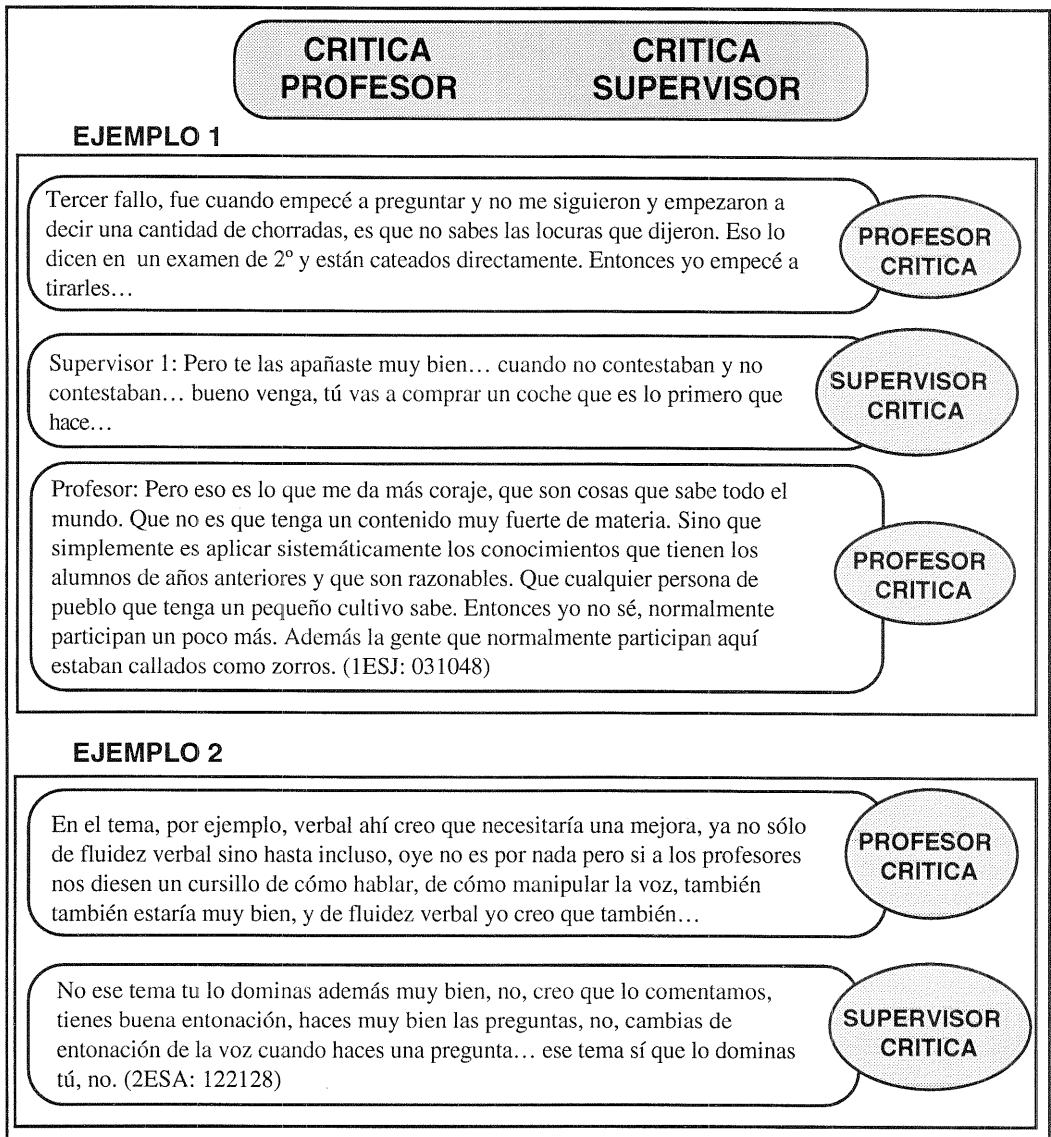 CRITICA PROFESOR
CRITICA SUPERVISOR
EJEMPLO 1
Tercer fallo, fue cuando empecé a preguntar y no me siguieron y empezaron a
decir una cantidad de chorradas, es que no sabes las locuras que dijeron. Eso lo
dicen en un examen de 2º y están cateados directamente. Entonces yo empecé a
tirarles…
PROFESOR
CRITICA
Supervisor 1: Pero te las apañaste muy bien… cuando no contestaban y no
contestaban… bueno venga, tú vas a comprar un coche que es lo primero que
hace…
SUPERVISOR
CRITICA
Profesor: Pero eso es lo que me da más coraje, que son cosas que sabe todo el
mundo. Que no es que tenga un contenido muy fuerte de materia. Sino que
simplemente es aplicar sistemáticamente los conocimientos que tienen los
alumnos de años anteriores y que son razonables. Que cualquier persona de
pueblo que tenga un pequeño cultivo sabe. Entonces yo no sé, normalmente
participan un poco más. Además la gente que normalmente participan aquí
estaban callados como zorros. (1ESJ: 031048)
PROFESOR
CRITICA
EJEMPLO 2
En el tema, por ejemplo, verbal ahí creo que necesitaría una mejora, ya no sólo
de fluidez verbal sino hasta incluso, oye no es por nada pero si a los profesores
nos diesen un cursillo de cómo hablar, de cómo manipular la voz, también
también estaría muy bien, y de fluidez verbal yo creo que también…
PROFESOR
CRITICA
No ese tema tu lo dominas además muy bien, no, creo que lo comentamos,
tienes buena entonación, haces muy bien las preguntas, no, cambias de
entonación de la voz cuando haces una pregunta… ese tema sí que lo dominas
tú, no. (2ESA: 122128)
SUPERVISOR
CRITICA